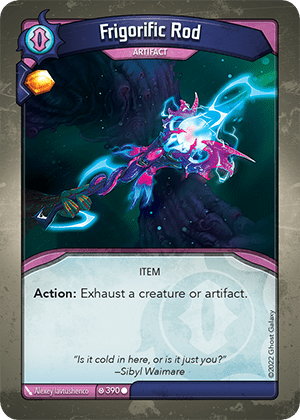 Frigorific Rod
ARTIFACT
ITEM
Action: Exhaust a creature or artifact.
"Is it cold in here, or is it just you?"
–Sibyl Waimare
Alexey Iavtushenco
390
©2022 Ghost Galaxy